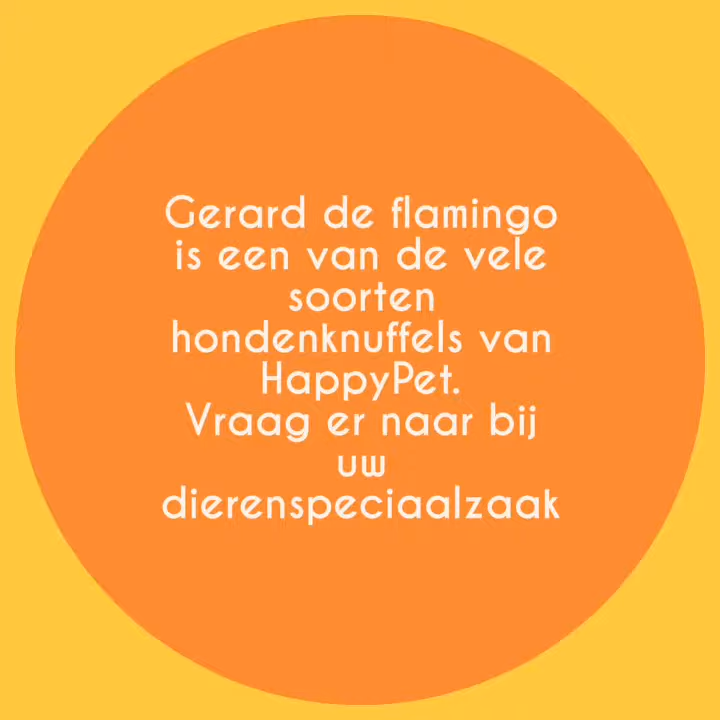 Gerard de flamingo
is een van de vele
soorten
hondenknuffels van
HappyPet.
Vraag er naar bij
uw
dierenspeciaalzaak